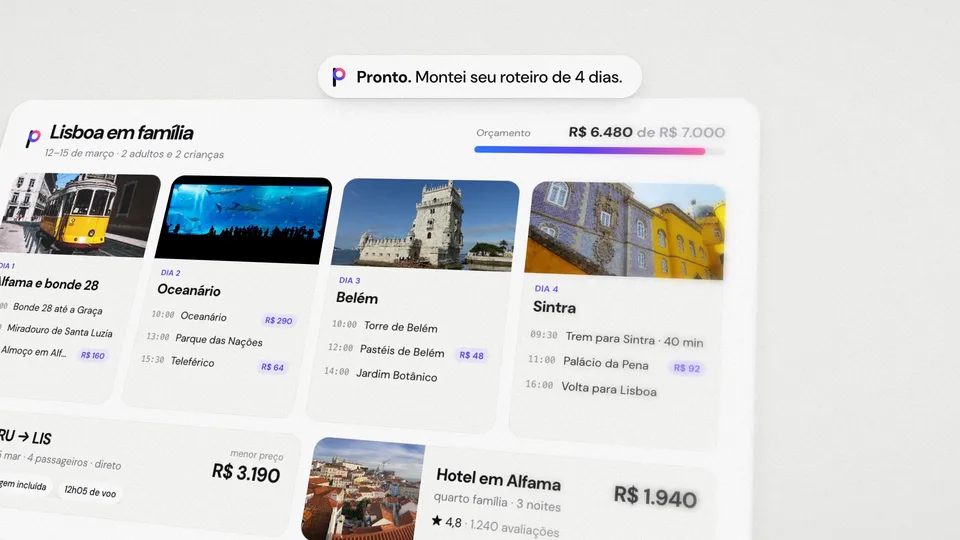 Pronto. Montei seu roteiro de 4 dias.
Lisboa em família
12–15 de março · 2 adultos e 2 crianças
Orçamento
R$ 6.480 de R$ 7.000
DIA 1
Alfama e bonde 28
Bonde 28 até a Graça
Miradouro de Santa Luzia
Almoço em Alf...
R$ 160
DIA 2
Oceanário
10:00 Oceanário R$ 290
13:00 Parque das Nações
15:30 Teleférico R$ 64
DIA 3
Belém
10:00 Torre de Belém
12:00 Pastéis de Belém R$ 48
14:00 Jardim Botânico
DIA 4
Sintra
09:30 Trem para Sintra · 40 min
11:00 Palácio da Pena R$ 92
16:00 Volta para Lisboa
RU → LIS
mar · 4 passageiros · direto
gem incluída
12h05 de voo
menor preço
R$ 3.190
Hotel em Alfama
quarto família · 3 noites
★ 4,8 · 1.240 avaliações
R$ 1.940